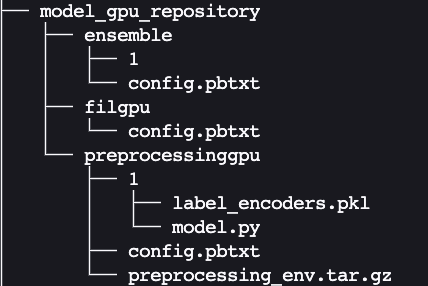 model_gpu_repository
ensemble
1
config.pbtxt
filgpu
config.pbtxt
preprocessinggpu
1
label_encoders.pkl
model.py
config.pbtxt
preprocessing_env.tar.gz